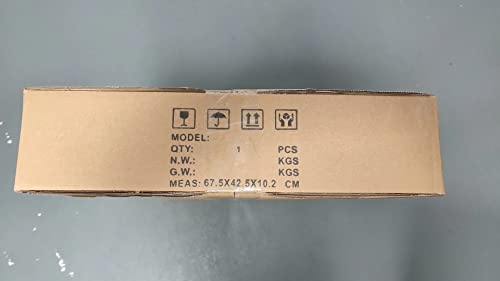 MODEL:
QTY: 1 PCS
N.W.: KGS
G.W.: KGS
MEAS: 67.5X42.5X10.2 CM